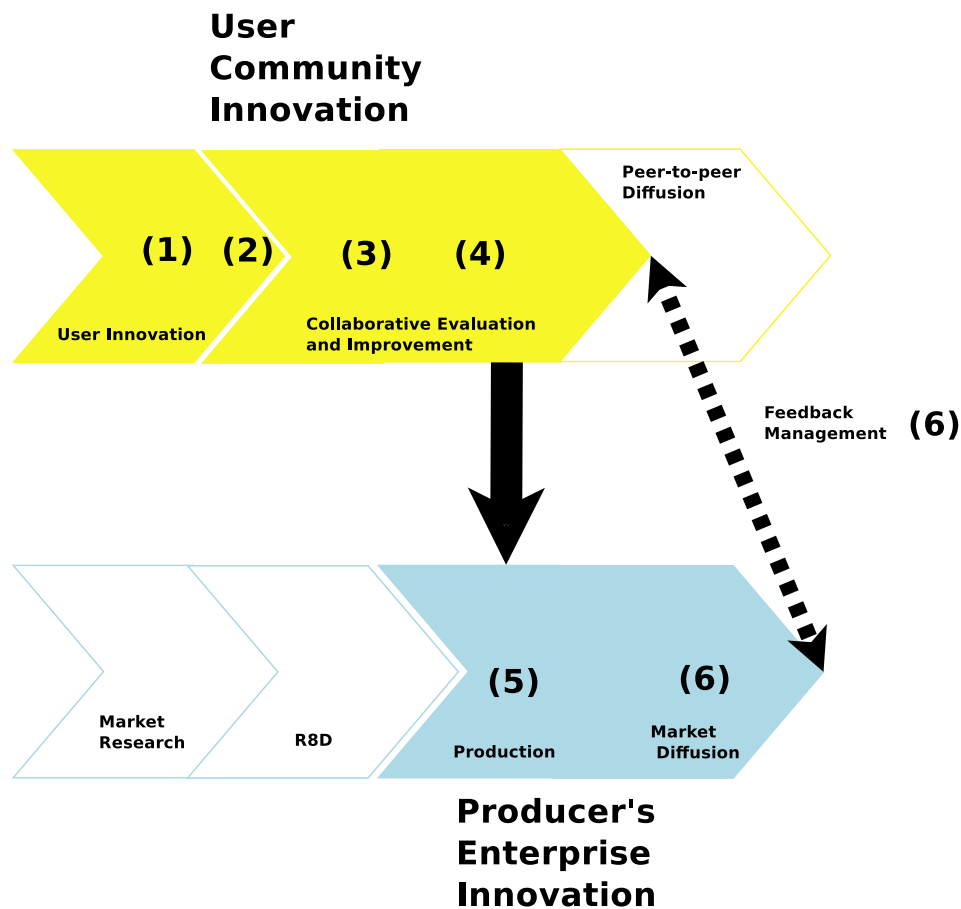 User
Community
Innovation
Peer-to-peer
Diffusion
(1)
(2)
(3)
(4)
User Innovation
Collaborative Evaluation
and Improvement
Feedback
Management
(6)
(5)
(6)
Market
Research
R8D
Production
Market
Diffusion
Producer's
Enterprise
Innovation